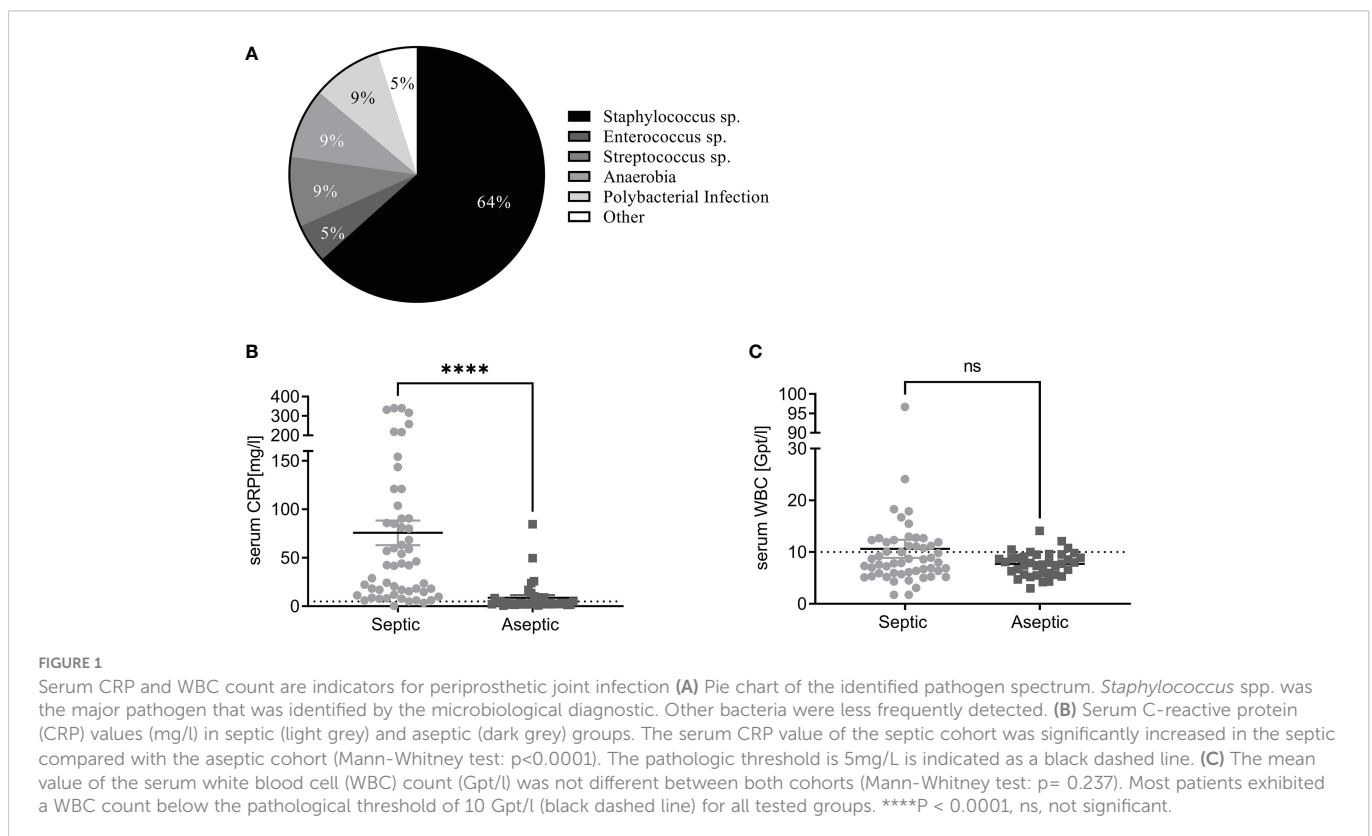 A
5%
9%
9%
9%
5%
64%
Staphylococcus sp.
Enterococcus sp.
Streptococcus sp.
Anaerobia
Polybacterial Infection
Other
B
****
400
300
200
150
100
50
0
serum CRP[mg/l]
Septic
Aseptic
C
ns
100
95
90
30
20
10
0
serum WBC [Gpt/l]
Septic
Aseptic
FIGURE 1
Serum CRP and WBC count are indicators for periprosthetic joint infection (A) Pie chart of the identified pathogen spectrum. Staphylococcus spp. was
the major pathogen that was identified by the microbiological diagnostic. Other bacteria were less frequently detected. (B) Serum C-reactive protein
(CRP) values (mg/l) in septic (light grey) and aseptic (dark grey) groups. The serum CRP value of the septic cohort was significantly increased in the septic
compared with the aseptic cohort (Mann-Whitney test: p<0.0001). The pathologic threshold is 5mg/L is indicated as a black dashed line. (C) The mean
value of the serum white blood cell (WBC) count (Gpt/l) was not different between both cohorts (Mann-Whitney test: p= 0.237). Most patients exhibited
a WBC count below the pathological threshold of 10 Gpt/l (black dashed line) for all tested groups. ****P < 0.0001, ns, not significant.